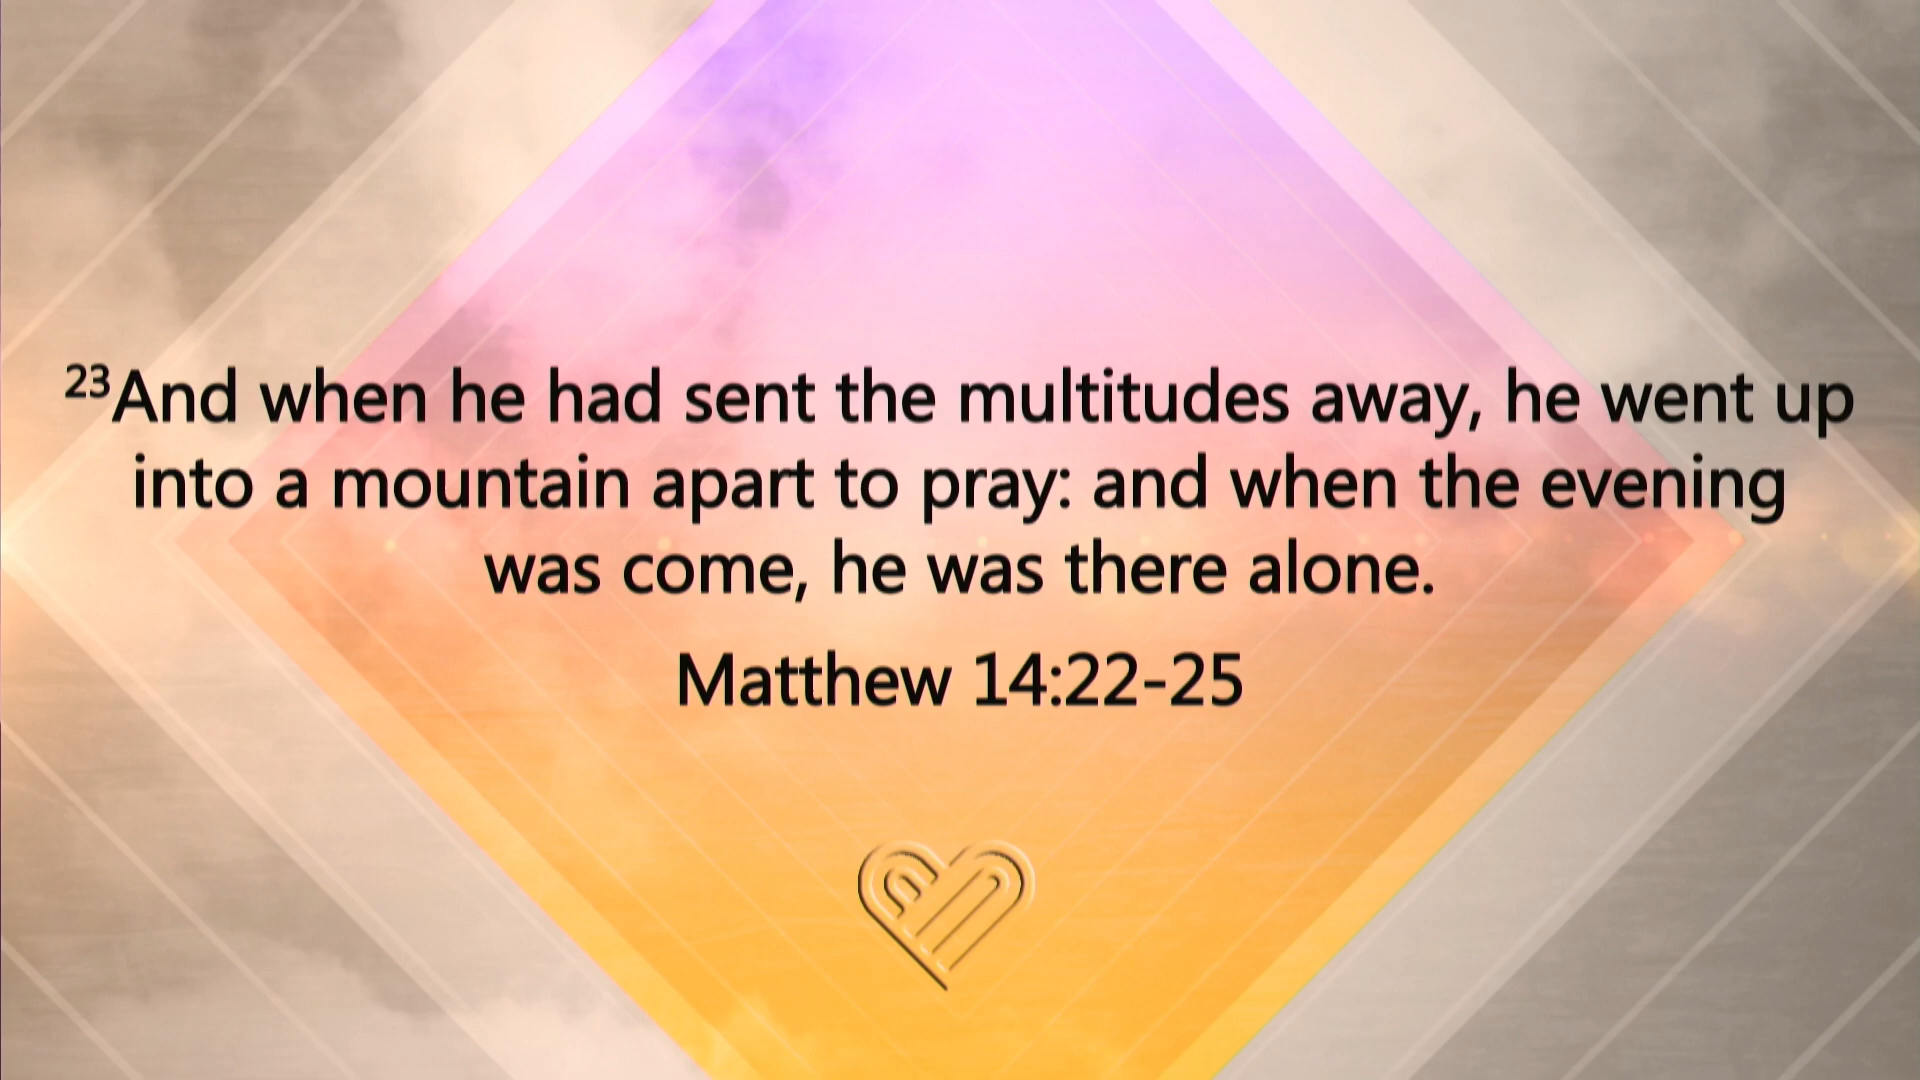 ²³And when he had sent the multitudes away, he went up
into a mountain apart to pray: and when the evening
was come, he was there alone.
Matthew 14:22-25